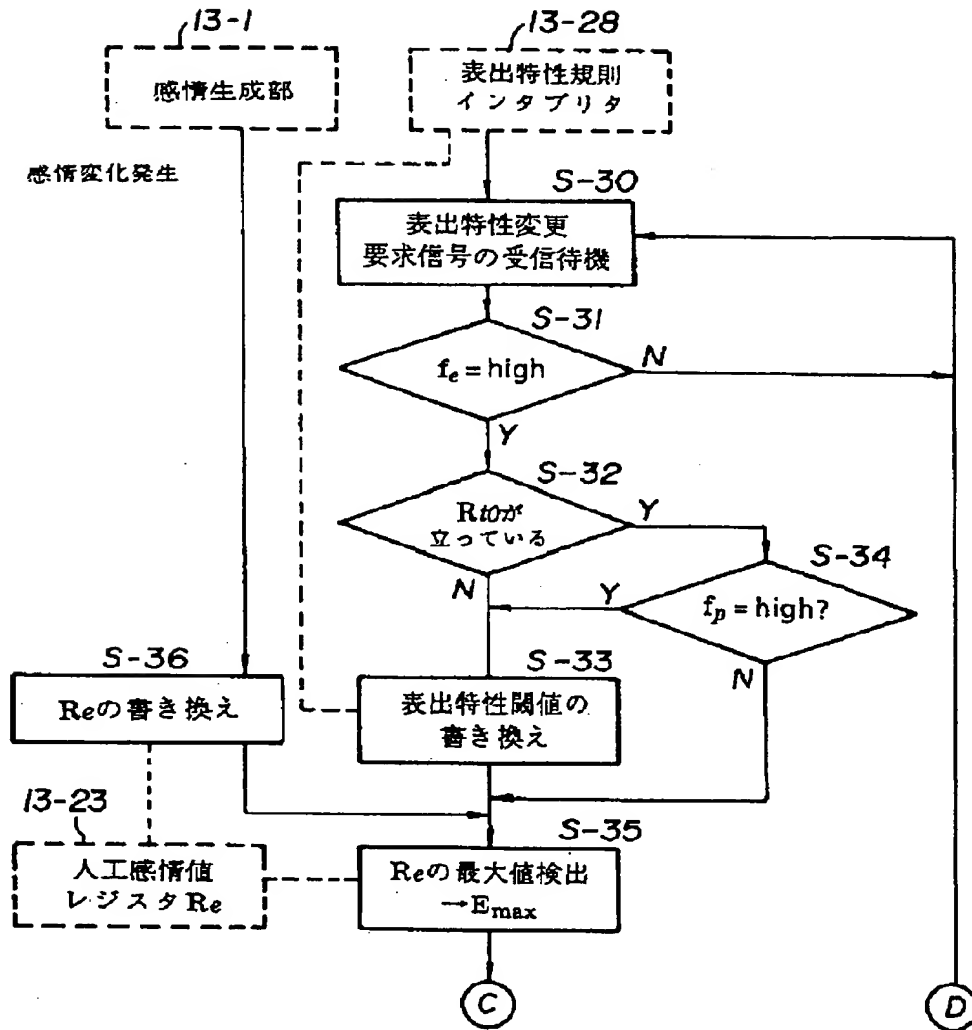 13-1
感情生成部
感情変化発生
13-28
表出特性規則
インタプリタ
S-30
表出特性変更
要求信号の受信待機
S-31
fe=high
N
Y
S-32
Rtoが
立っている
Y
N
S-34
fp=high?
Y
N
S-33
表出特性閾値の
書き換え
S-36
Reの書き換え
13-23
人工感情値
レジスタRe
S-35
Reの最大値検出
→Emax
C
D